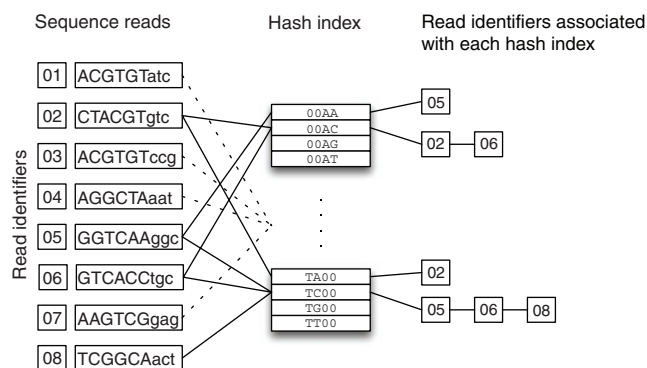 Sequence reads
Hash index
Read identifiers associated
with each hash index
Read identifiers
01 ACGTGTatc
02 CTACGTgtc
03 ACGTGTccg
04 AGGCTAaat
05 GGTCAAggc
06 GTCACCtgc
07 AAGTCGgag
08 TCGGCAact
00AA
00AC
00AG
00AT
TA00
TC00
TG00
TT00
05
02 06
02
05 06 08